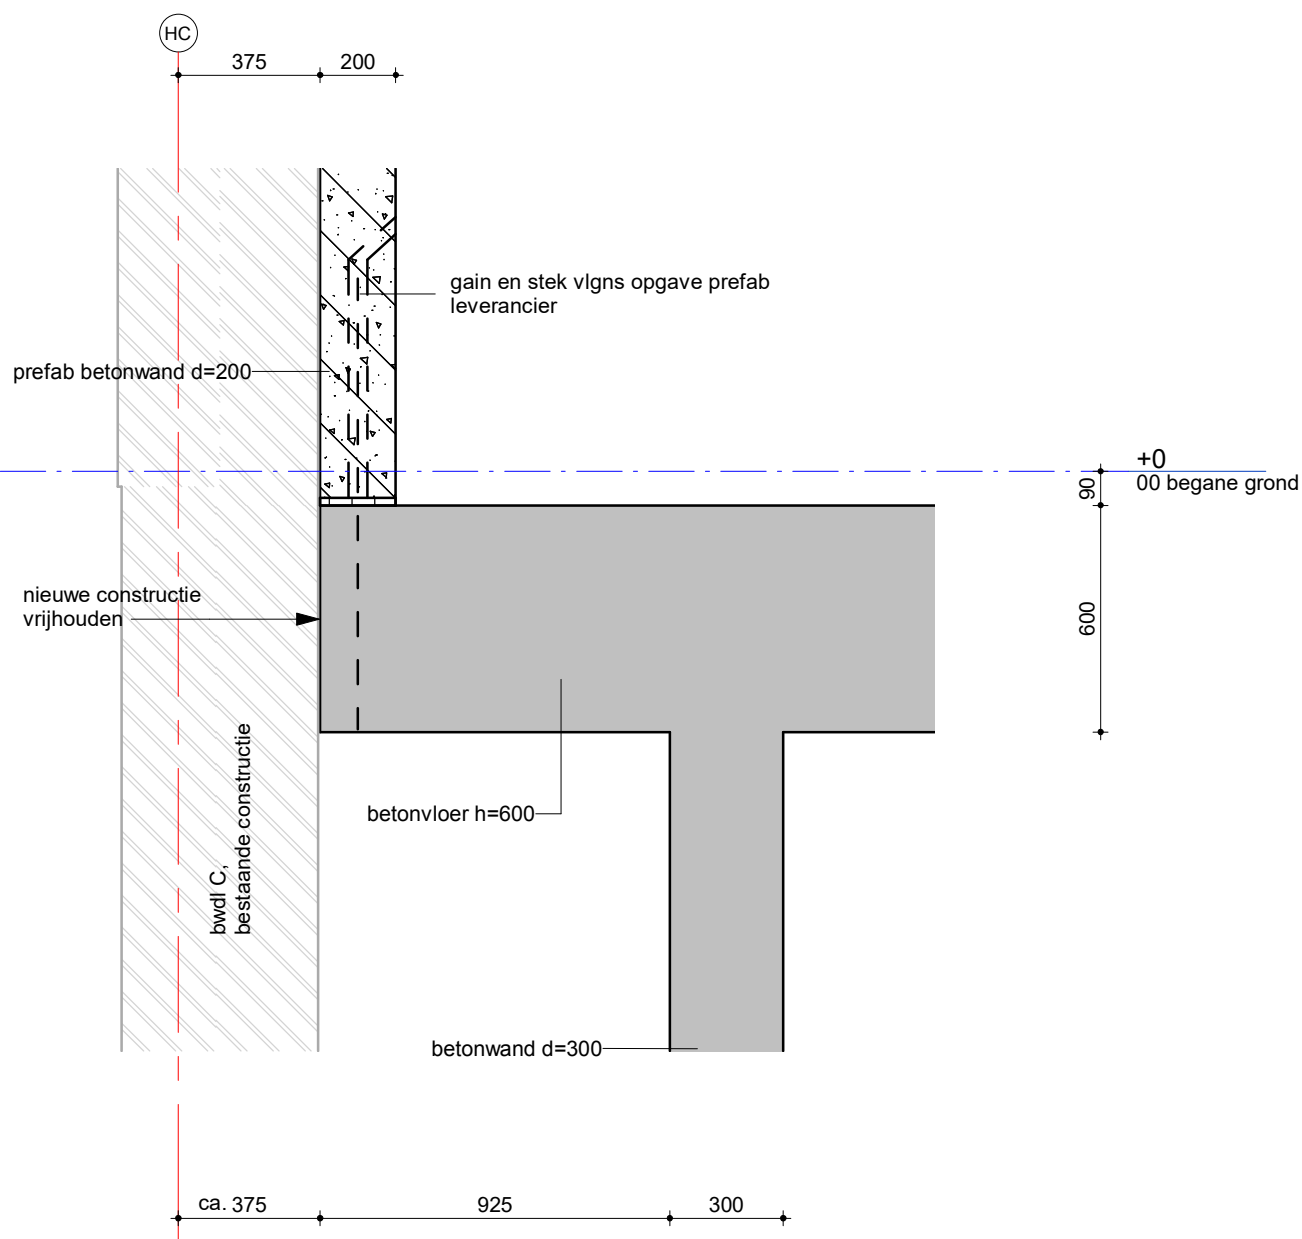 HC
375
200
gain en stek vlgns opgave prefab
leverancier
prefab betonwand d=200
+0
00 begane grond
90
nieuwe constructie
vrijhouden
600
bwdl C,
bestaande constructie
betonvloer h=600
betonwand d=300
ca. 375
925
300